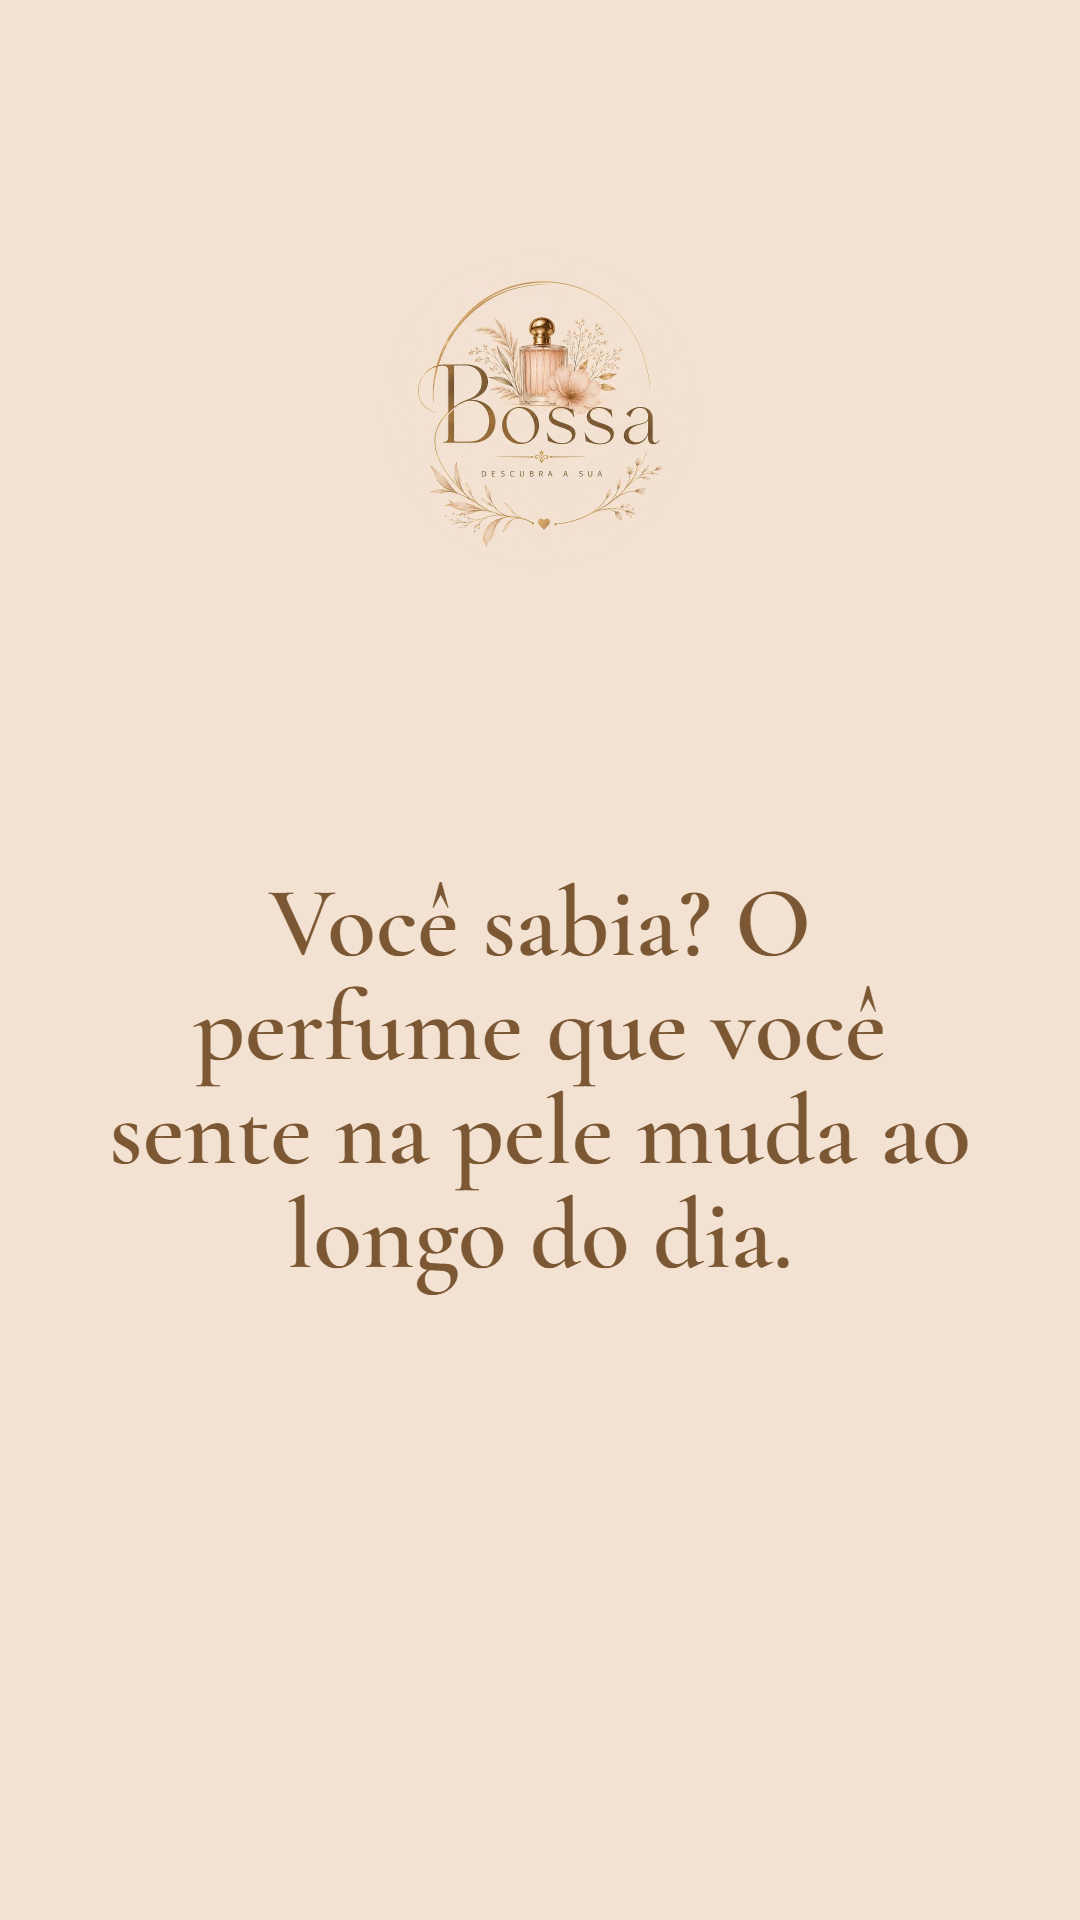 Bossa
DESCUBRA A SUA
Você sabia? O
perfume que você
sente na pele muda ao
longo do dia.